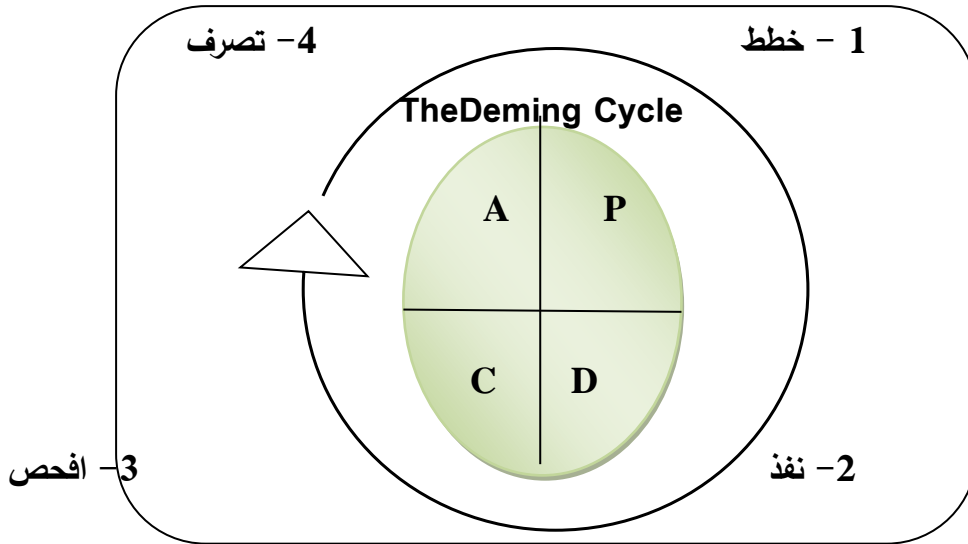 1 - خطط
4- تصرف
TheDeming Cycle
A P
C D
3- افحص
2- نفذ